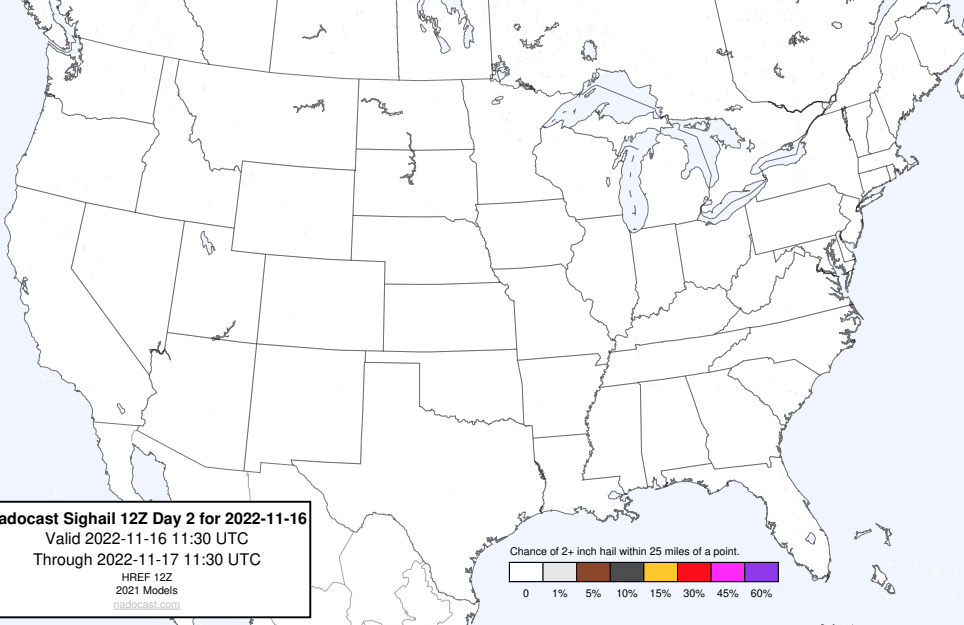 adocast Sighail 12Z Day 2 for 2022-11-16
Valid 2022-11-16 11:30 UTC
Through 2022-11-17 11:30 UTC
HREF 12Z
2021 Models
nadocast.com
Chance of 2+ inch hail within 25 miles of a point.
0 1% 5% 10% 15% 30% 45% 60%